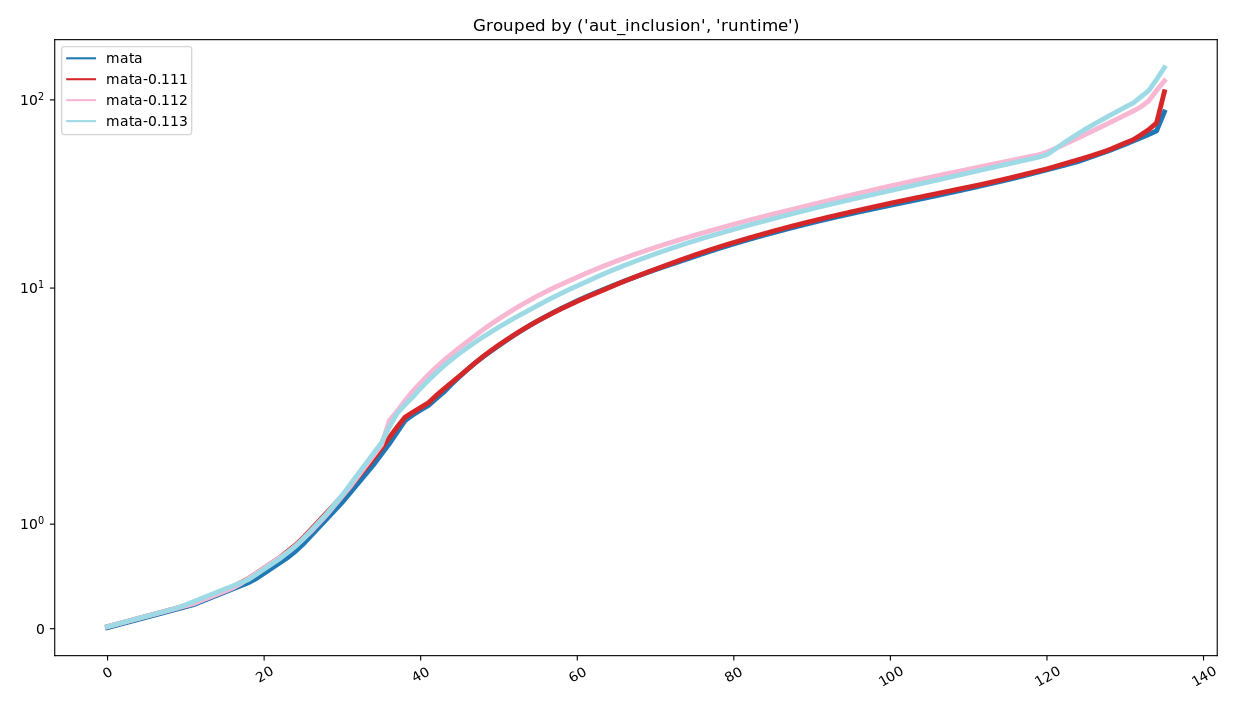 Grouped by ('aut_inclusion', 'runtime')
mata
mata-0.111
mata-0.112
mata-0.113
10²
10¹
10⁰
0
0 20 40 60 80 100 120 140